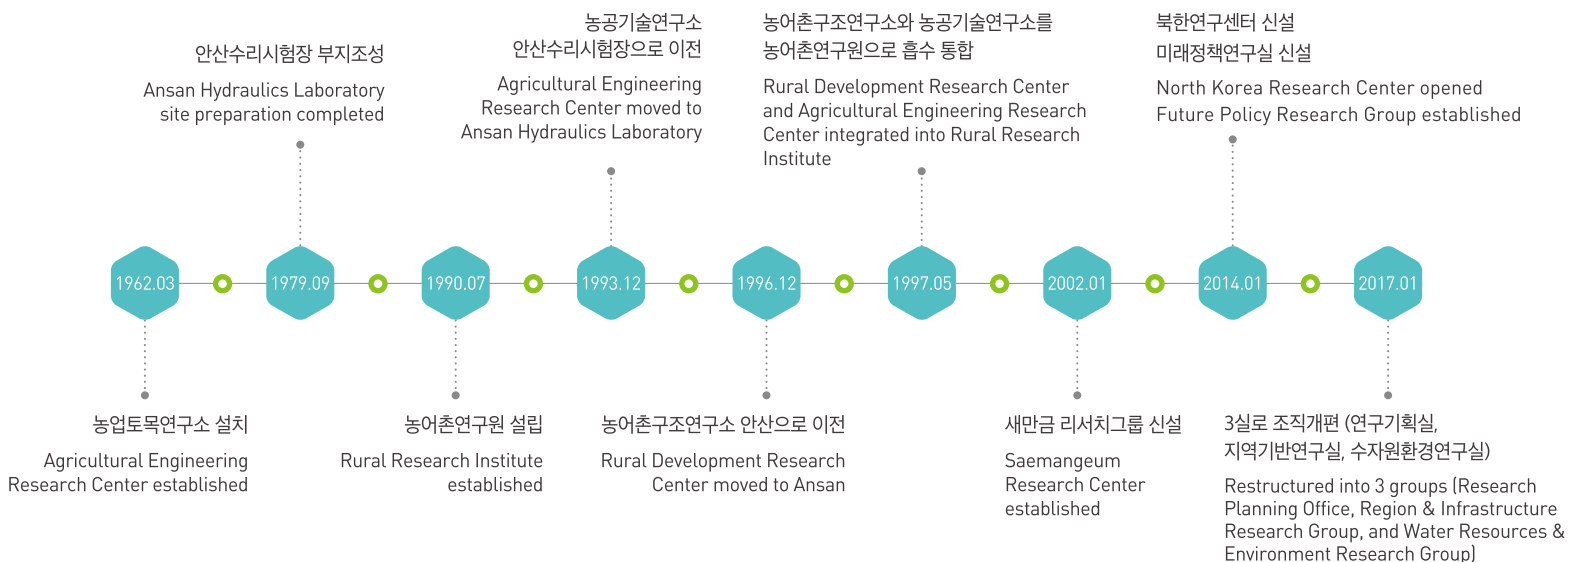 안산수리시험장 부지조성
Ansan Hydraulics Laboratory
site preparation completed
농공기술연구소
안산수리시험장으로 이전
Agricultural Engineering
Research Center moved to
Ansan Hydraulics Laboratory
농어촌구조연구소와 농공기술연구소를
농어촌연구원으로 흡수 통합
Rural Development Research Center
and Agricultural Engineering Research
Center integrated into Rural Research
Institute
북한연구센터 신설
미래정책연구실 신설
North Korea Research Center opened
Future Policy Research Group established
1962.03
1979.09
1990.07
1993.12
1996.12
1997.05
2002.01
2014.01
2017.01
농업토목연구소 설치
Agricultural Engineering
Research Center established
농어촌연구원 설립
Rural Research Institute
established
농어촌구조연구소 안산으로 이전
Rural Development Research
Center moved to Ansan
새만금 리서치그룹 신설
Saemangeum
Research Center
established
3실로 조직개편 (연구기획실,
지역기반연구실, 수자원환경연구실)
Restructured into 3 groups (Research
Planning Office, Region & Infrastructure
Research Group, and Water Resources &
Environment Research Group)